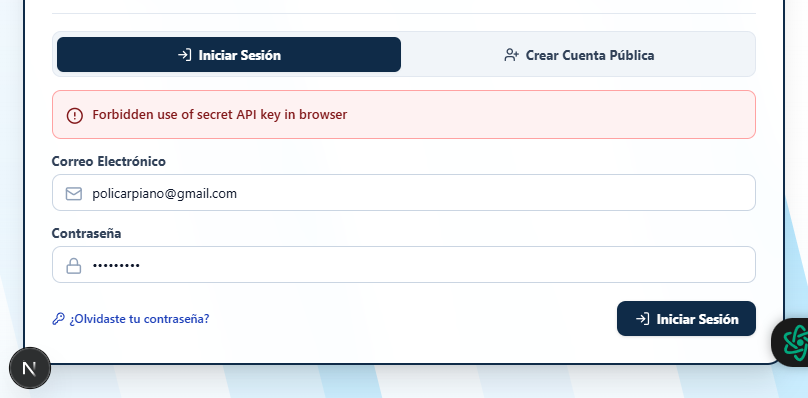 Iniciar Sesión
Crear Cuenta Pública
Forbidden use of secret API key in browser
Correo Electrónico
policarpiano@gmail.com
Contraseña
•••••••••
¿Olvidaste tu contraseña?
Iniciar Sesión
N